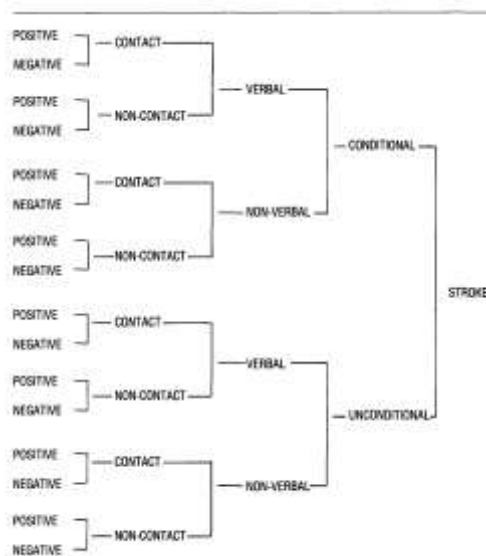 POSITIVE
CONTACT
NEGATIVE
VERBAL
POSITIVE
NON-CONTACT
NEGATIVE
CONDITIONAL
POSITIVE
CONTACT
NEGATIVE
NON-VERBAL
POSITIVE
NON-CONTACT
NEGATIVE
STROKE
POSITIVE
CONTACT
NEGATIVE
VERBAL
POSITIVE
NON-CONTACT
NEGATIVE
UNCONDITIONAL
POSITIVE
CONTACT
NEGATIVE
NON-VERBAL
POSITIVE
NON-CONTACT
NEGATIVE